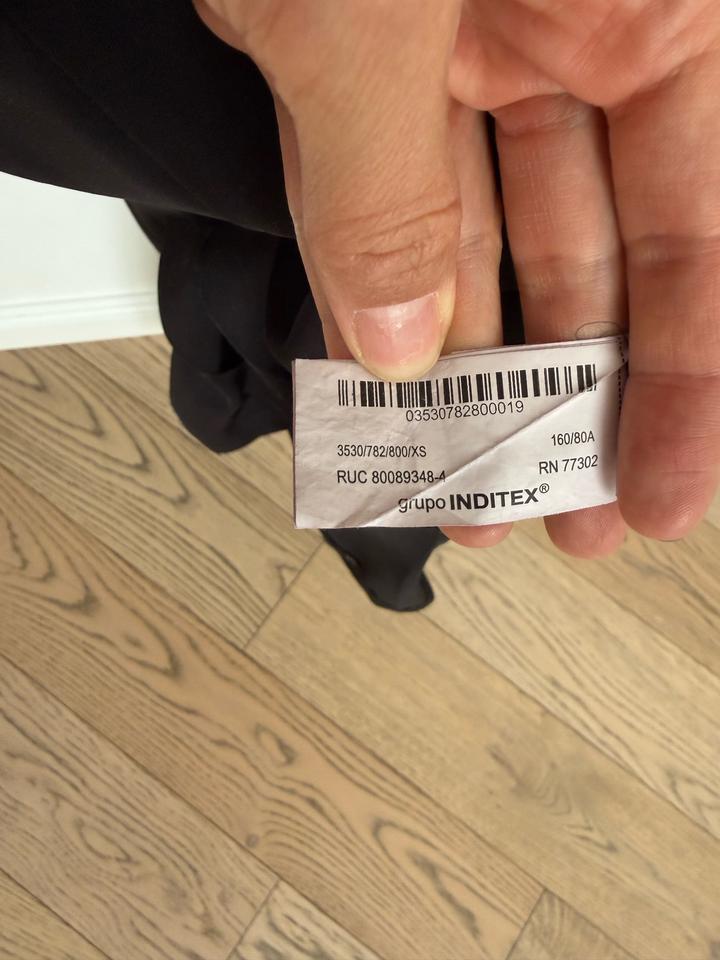 03530782800019
3530/782/800/XS 160/80A
RUC 80089348-4 RN 77302
grupo INDITEX®